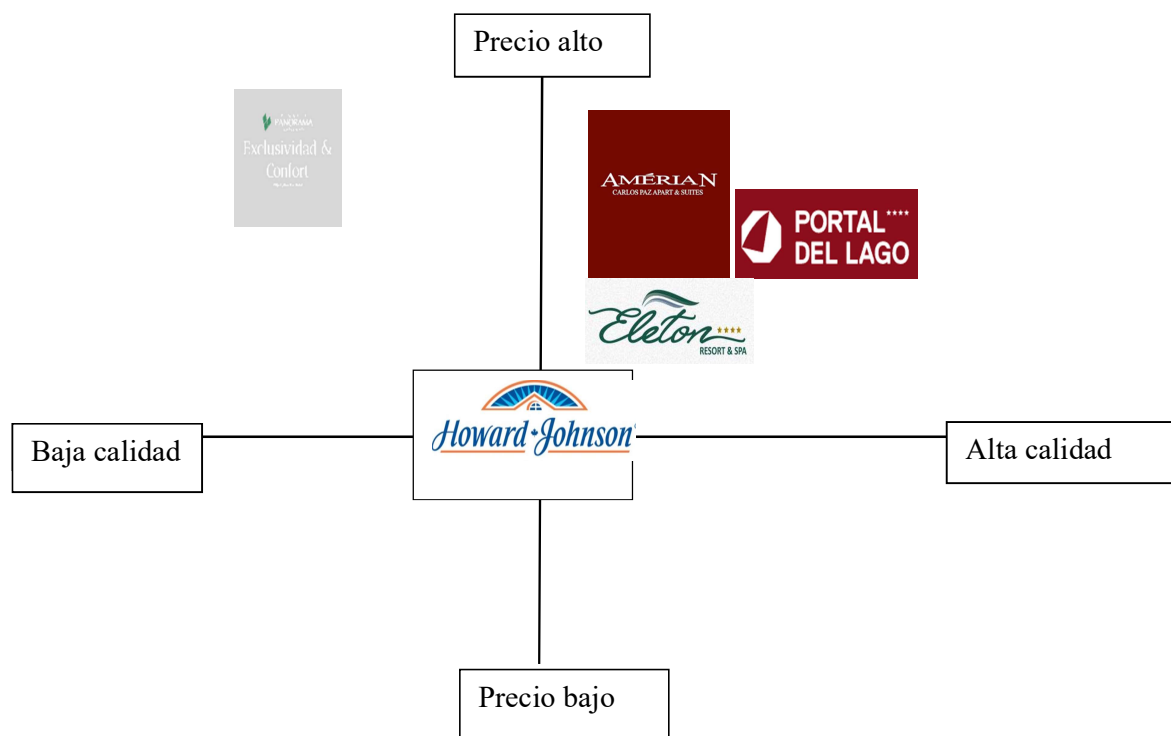 Precio alto
PANORAMA
Exclusividad &
Confort
AMÉRIAN
CARLOS PAZ APART & SUITES
PORTAL****
DEL LAGO
Eleton ****
RESORT & SPA
Howard Johnson
Baja calidad
Alta calidad
Precio bajo